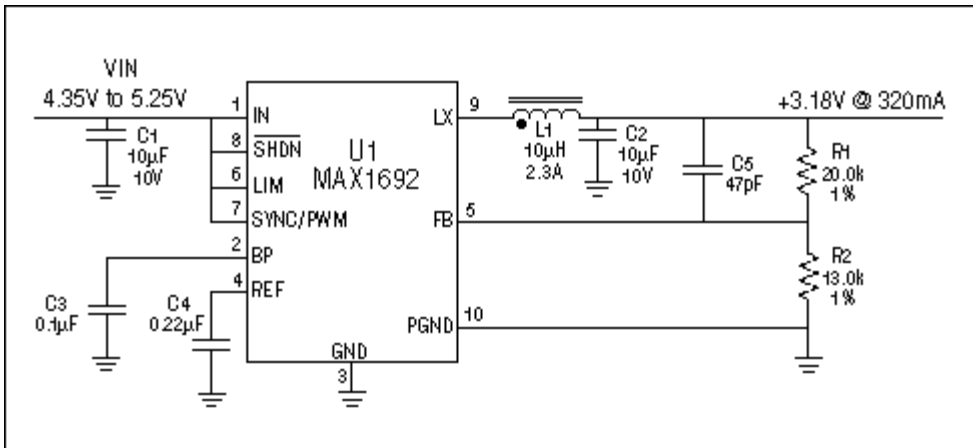 VIN
4.35V to 5.25V
C1
10µF
10V
1
IN
8
SHDN
6
LIM
7
SYNC/PWM
2
BP
4
REF
C3
0.1µF
C4
0.22µF
U1
MAX1692
GND
3
LX
9
FB
5
PGND
10
L1
10µH
2.3A
C2
10µF
10V
C5
47pF
+3.18V @ 320mA
R1
20.0k
1%
R2
13.0k
1%